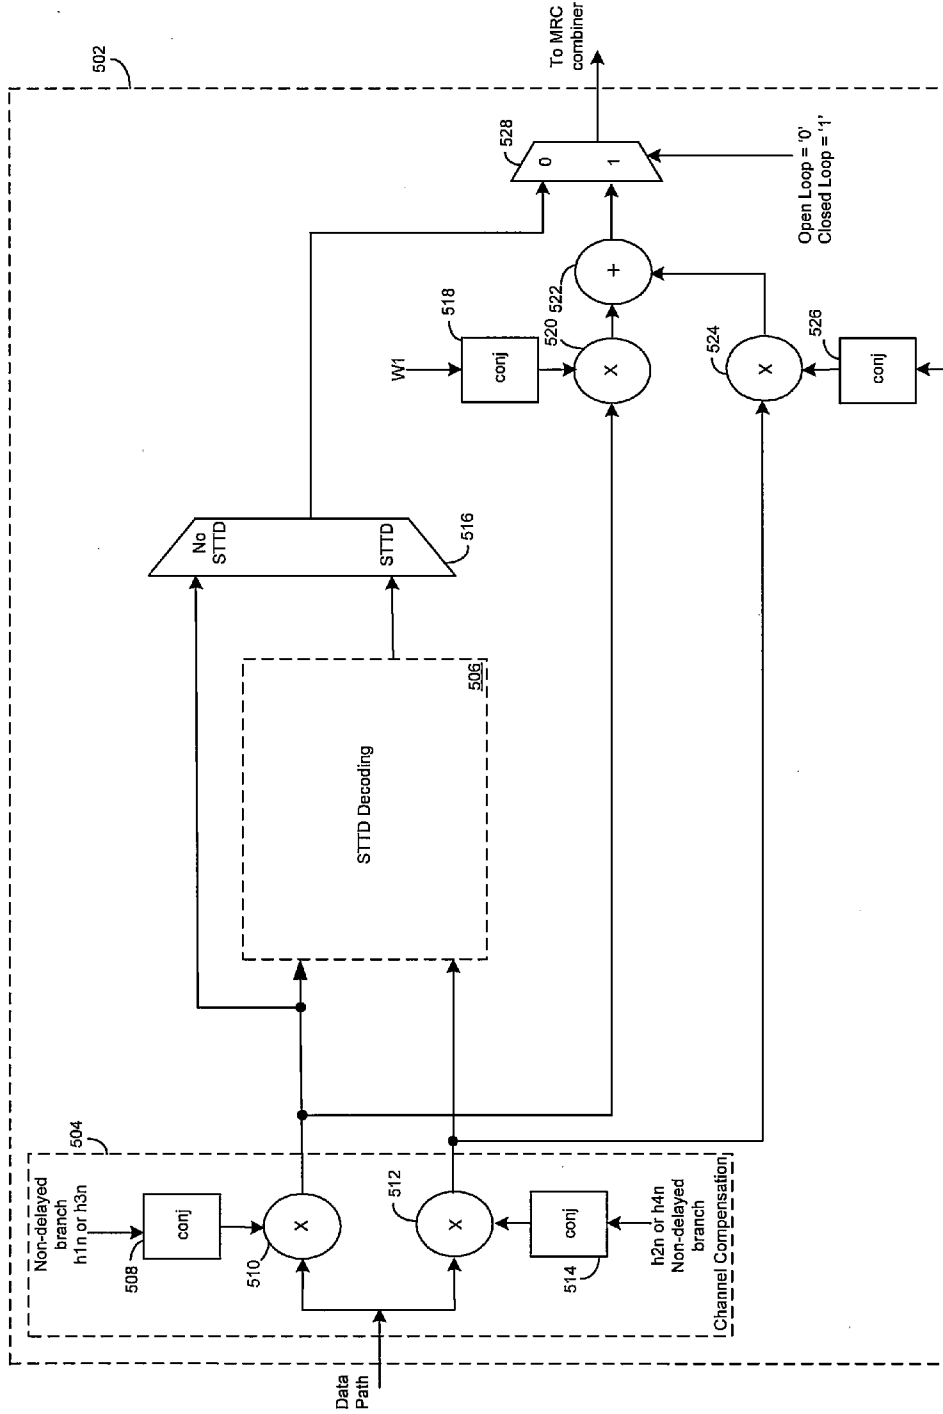 502
504
Non-delayed
branch
h1n or h3n
508
conj
510
X
Data
Path
512
X
conj
514
h2n or h4n
Non-delayed
branch
Channel Compensation
STTD Decoding
506
No
STTD
STTD
516
W1
518
conj
520
X
522
+
524
X
526
conj
528
0
1
To MRC
combiner
Open Loop = '0'
Closed Loop = '1'